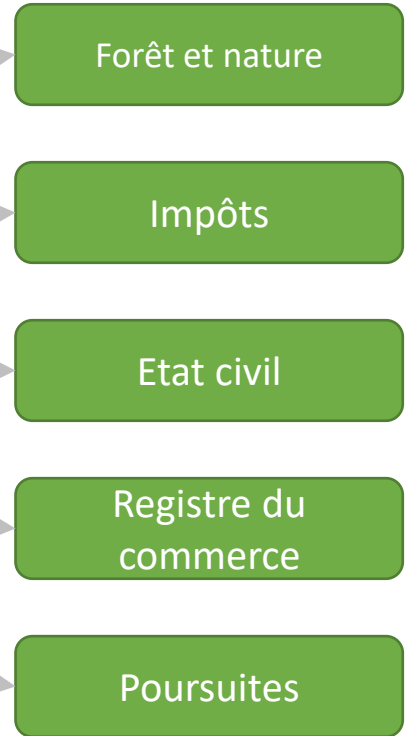 Forêt et nature
Impôts
Etat civil
Registre du
commerce
Poursuites